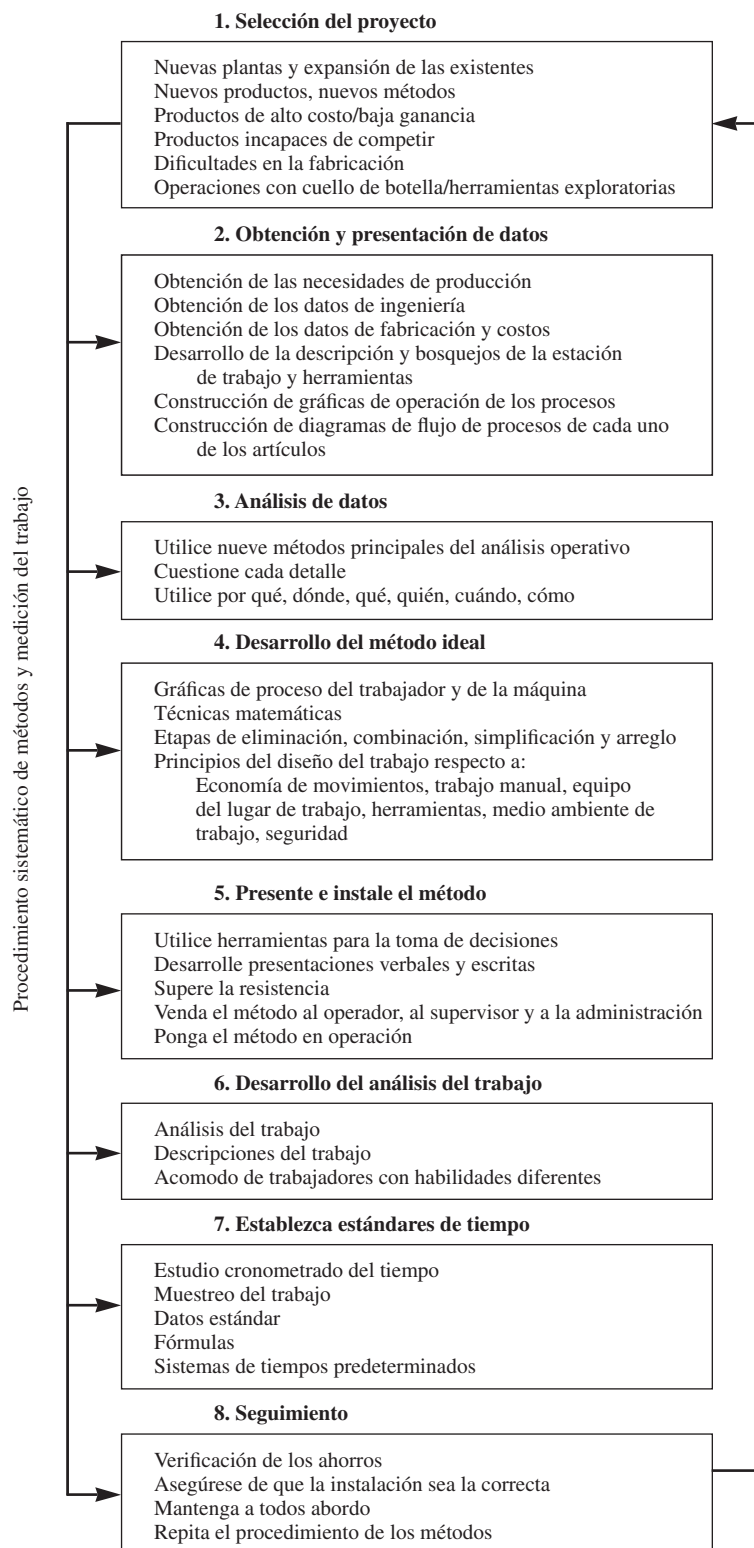 1. Selección del proyecto
Nuevas plantas y expansión de las existentes
Nuevos productos, nuevos métodos
Productos de alto costo/baja ganancia
Productos incapaces de competir
Dificultades en la fabricación
Operaciones con cuello de botella/herramientas exploratorias
2. Obtención y presentación de datos
Obtención de las necesidades de producción
Obtención de los datos de ingeniería
Obtención de los datos de fabricación y costos
Desarrollo de la descripción y bosquejos de la estación
de trabajo y herramientas
Construcción de gráficas de operación de los procesos
Construcción de diagramas de flujo de procesos de cada uno
de los artículos
3. Análisis de datos
Utilice nueve métodos principales del análisis operativo
Cuestione cada detalle
Utilice por qué, dónde, qué, quién, cuándo, cómo
4. Desarrollo del método ideal
Gráficas de proceso del trabajador y de la máquina
Técnicas matemáticas
Etapas de eliminación, combinación, simplificación y arreglo
Principios del diseño del trabajo respecto a:
Economía de movimientos, trabajo manual, equipo
del lugar de trabajo, herramientas, medio ambiente de
trabajo, seguridad
5. Presente e instale el método
Utilice herramientas para la toma de decisiones
Desarrolle presentaciones verbales y escritas
Supere la resistencia
Venda el método al operador, al supervisor y a la administración
Ponga el método en operación
6. Desarrollo del análisis del trabajo
Análisis del trabajo
Descripciones del trabajo
Acomodo de trabajadores con habilidades diferentes
7. Establezca estándares de tiempo
Estudio cronometrado del tiempo
Muestreo del trabajo
Datos estándar
Fórmulas
Sistemas de tiempos predeterminados
8. Seguimiento
Verificación de los ahorros
Asegúrese de que la instalación sea la correcta
Mantenga a todos abordo
Repita el procedimiento de los métodos
Procedimiento sistemático de métodos y medición del trabajo